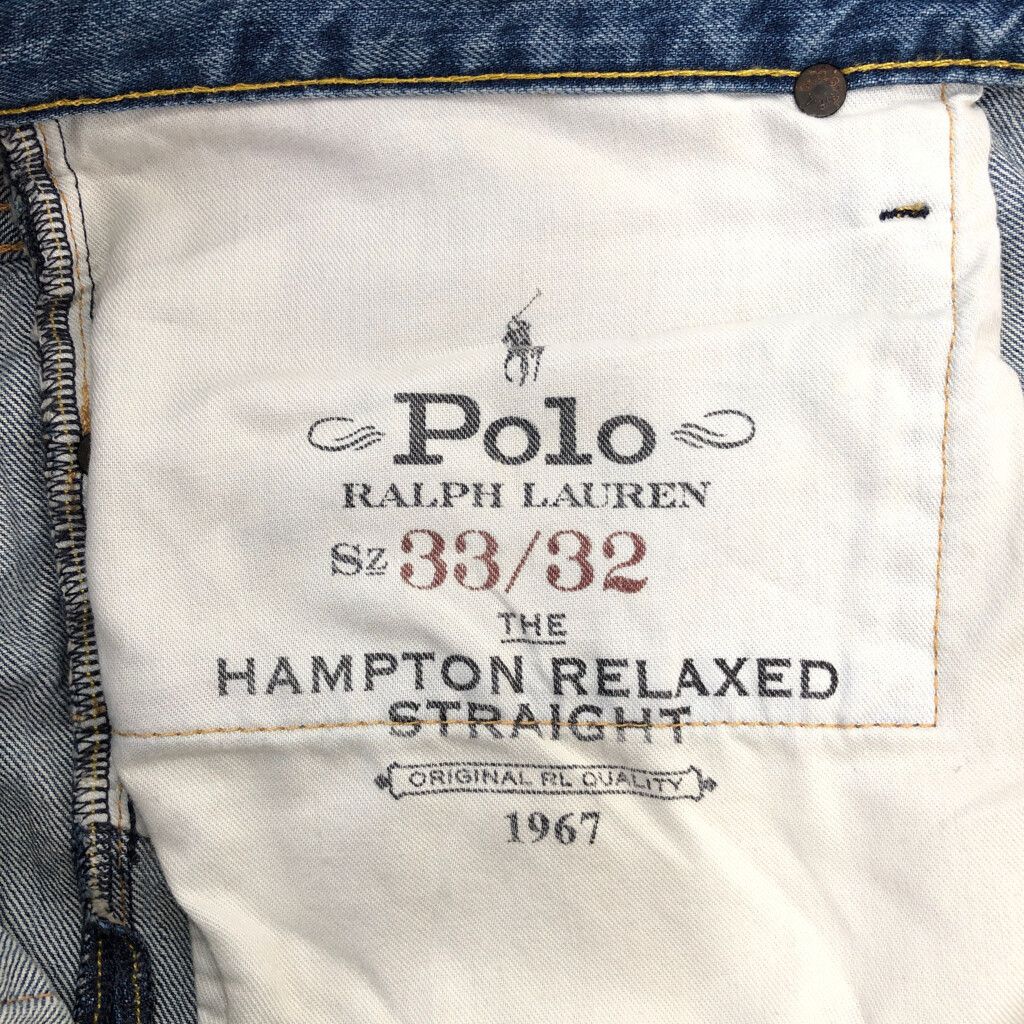 Polo
RALPH LAUREN
Sz 33/32
THE
HAMPTON RELAXED
STRAIGHT
ORIGINAL RL QUALITY
1967